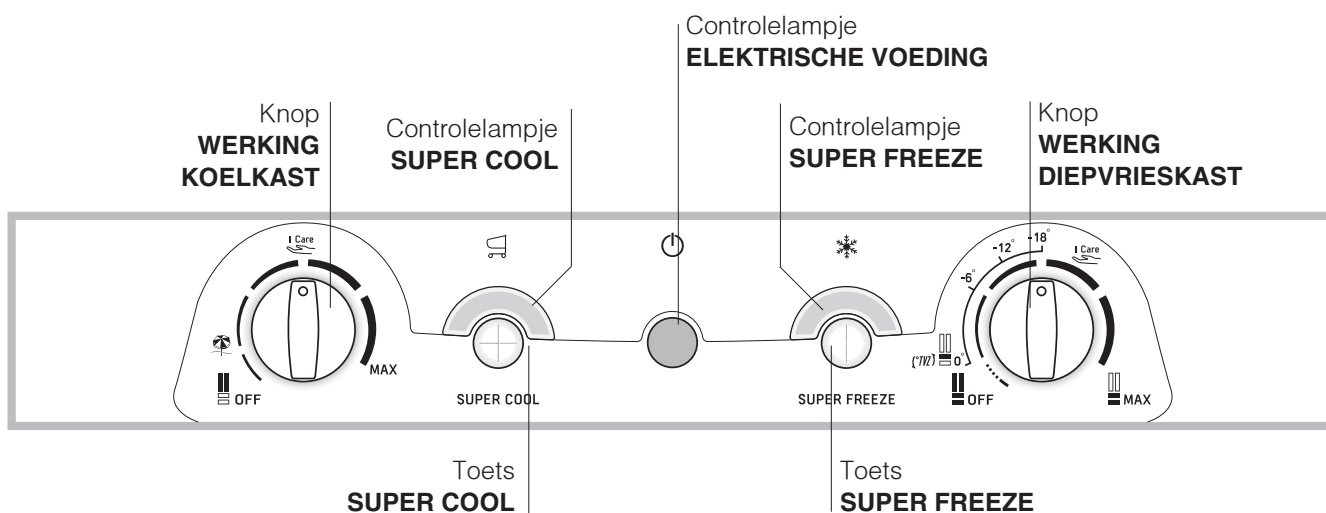 Controlelampje
ELEKTRISCHE VOEDING
Knop
WERKING
KOELKAST
Controlelampje
SUPER COOL
Controlelampje
SUPER FREEZE
Knop
WERKING
DIEPVRIESKAST
I Care
MAX
OFF
SUPER COOL
SUPER FREEZE
-18°
-12°
-6°
0°
I Care
OFF
MAX
Toets
SUPER COOL
Toets
SUPER FREEZE